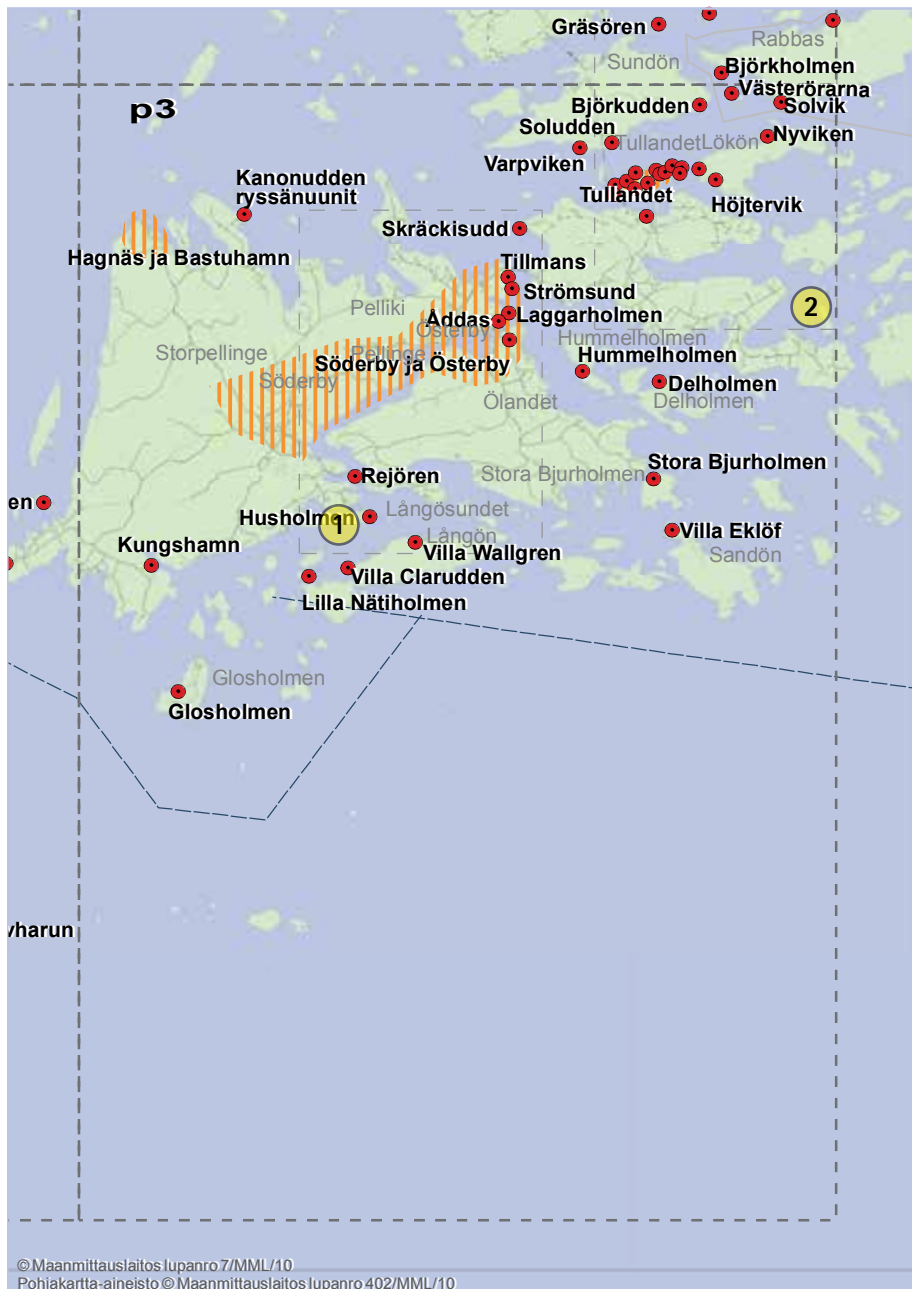 Gräsören
Rabbas
Sundön
Björkholmen
Västerörarna
p3
Björkudden
Solvik
Soludden
Tullandet
Lökön
Nyviken
Varpviken
Kanonudden
ryssänuunit
Tullandet
Höjtervik
Skräckisudd
Hagnäs ja Bastuhamn
Tillmans
Strömsund
Pelliki
2
Åddas
Laggarholmen
Österby
Hummelholmen
Storpellinge
Pellinge
Hummelholmen
Söderby ja Österby
Söderby
Delholmen
Ölandet
Delholmen
Stora Bjurholmen
Rejören
Stora Bjurholmen
en
Långösundet
Husholmen
1
Villa Eklöf
Långön
Kungshamn
Villa Wallgren
Sandön
Villa Clarudden
Lilla Nätiholmen
Glosholmen
Glosholmen
vharun
© Maanmittauslaitos lupanro 7/MML/10
Pohjakartta-aineisto © Maanmittauslaitos lupanro 402/MML/10